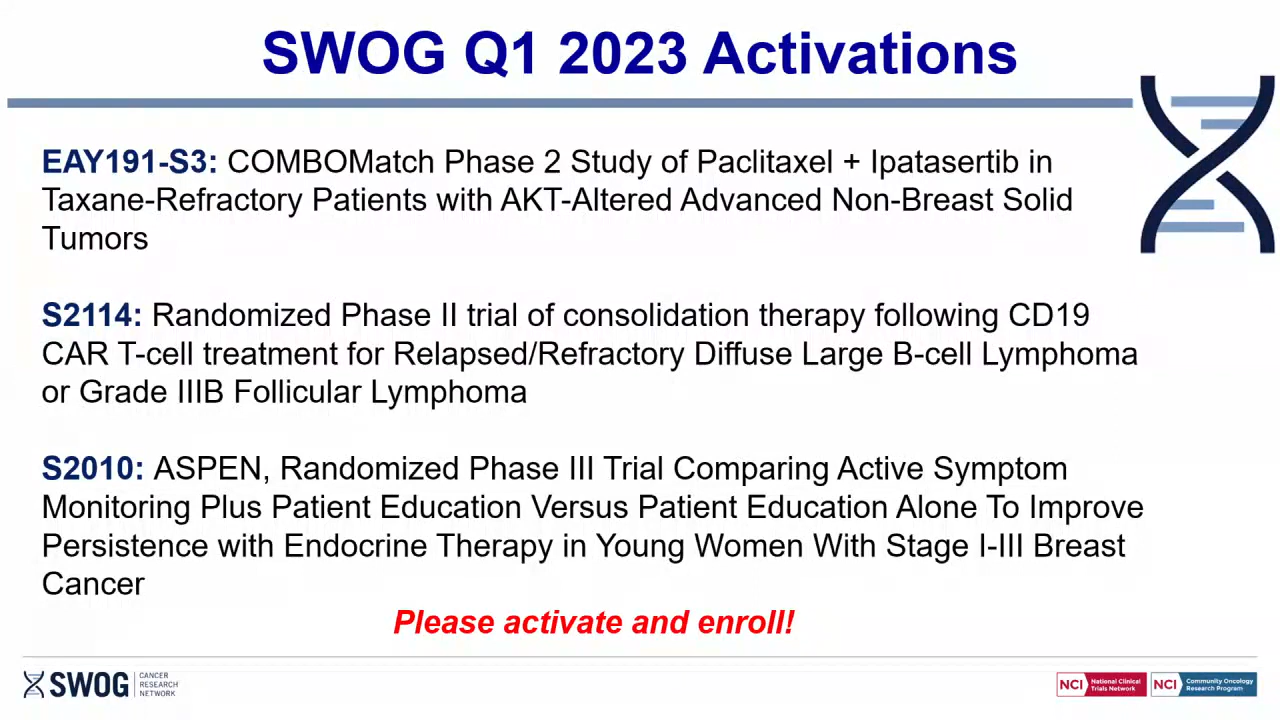 SWOG Q1 2023 Activations
EAY191-S3: COMBOMatch Phase 2 Study of Paclitaxel + Ipatasertib in
Taxane-Refractory Patients with AKT-Altered Advanced Non-Breast Solid
Tumors
S2114: Randomized Phase II trial of consolidation therapy following CD19
CAR T-cell treatment for Relapsed/Refractory Diffuse Large B-cell Lymphoma
or Grade IIIB Follicular Lymphoma
S2010: ASPEN, Randomized Phase III Trial Comparing Active Symptom
Monitoring Plus Patient Education Versus Patient Education Alone To Improve
Persistence with Endocrine Therapy in Young Women With Stage I-III Breast
Cancer
Please activate and enroll!
SWOG
CANCER
RESEARCH
NETWORK
NCI
National Clinical
Trials Network
NCI
Community Oncology
Research Program